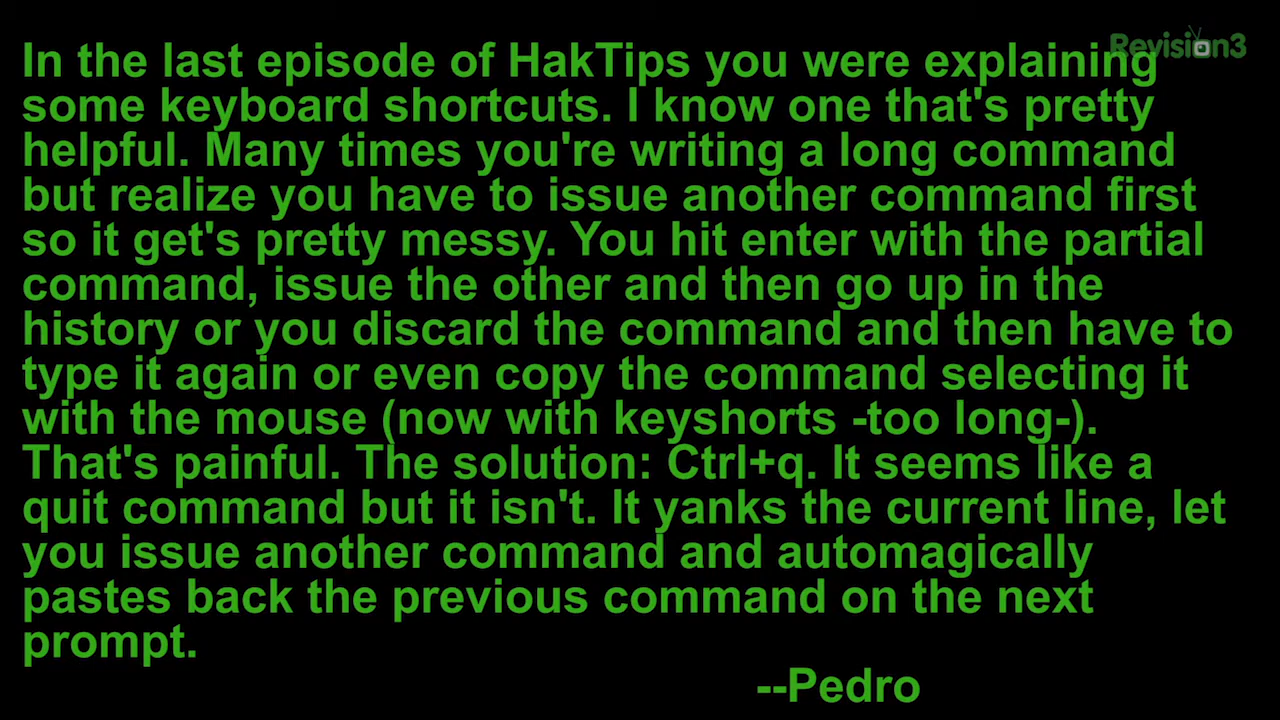 Revision3
In the last episode of HakTips you were explaining
some keyboard shortcuts. I know one that's pretty
helpful. Many times you're writing a long command
but realize you have to issue another command first
so it get's pretty messy. You hit enter with the partial
command, issue the other and then go up in the
history or you discard the command and then have to
type it again or even copy the command selecting it
with the mouse (now with keyshorts -too long-).
That's painful. The solution: Ctrl+q. It seems like a
quit command but it isn't. It yanks the current line, let
you issue another command and automagically
pastes back the previous command on the next
prompt.
--Pedro